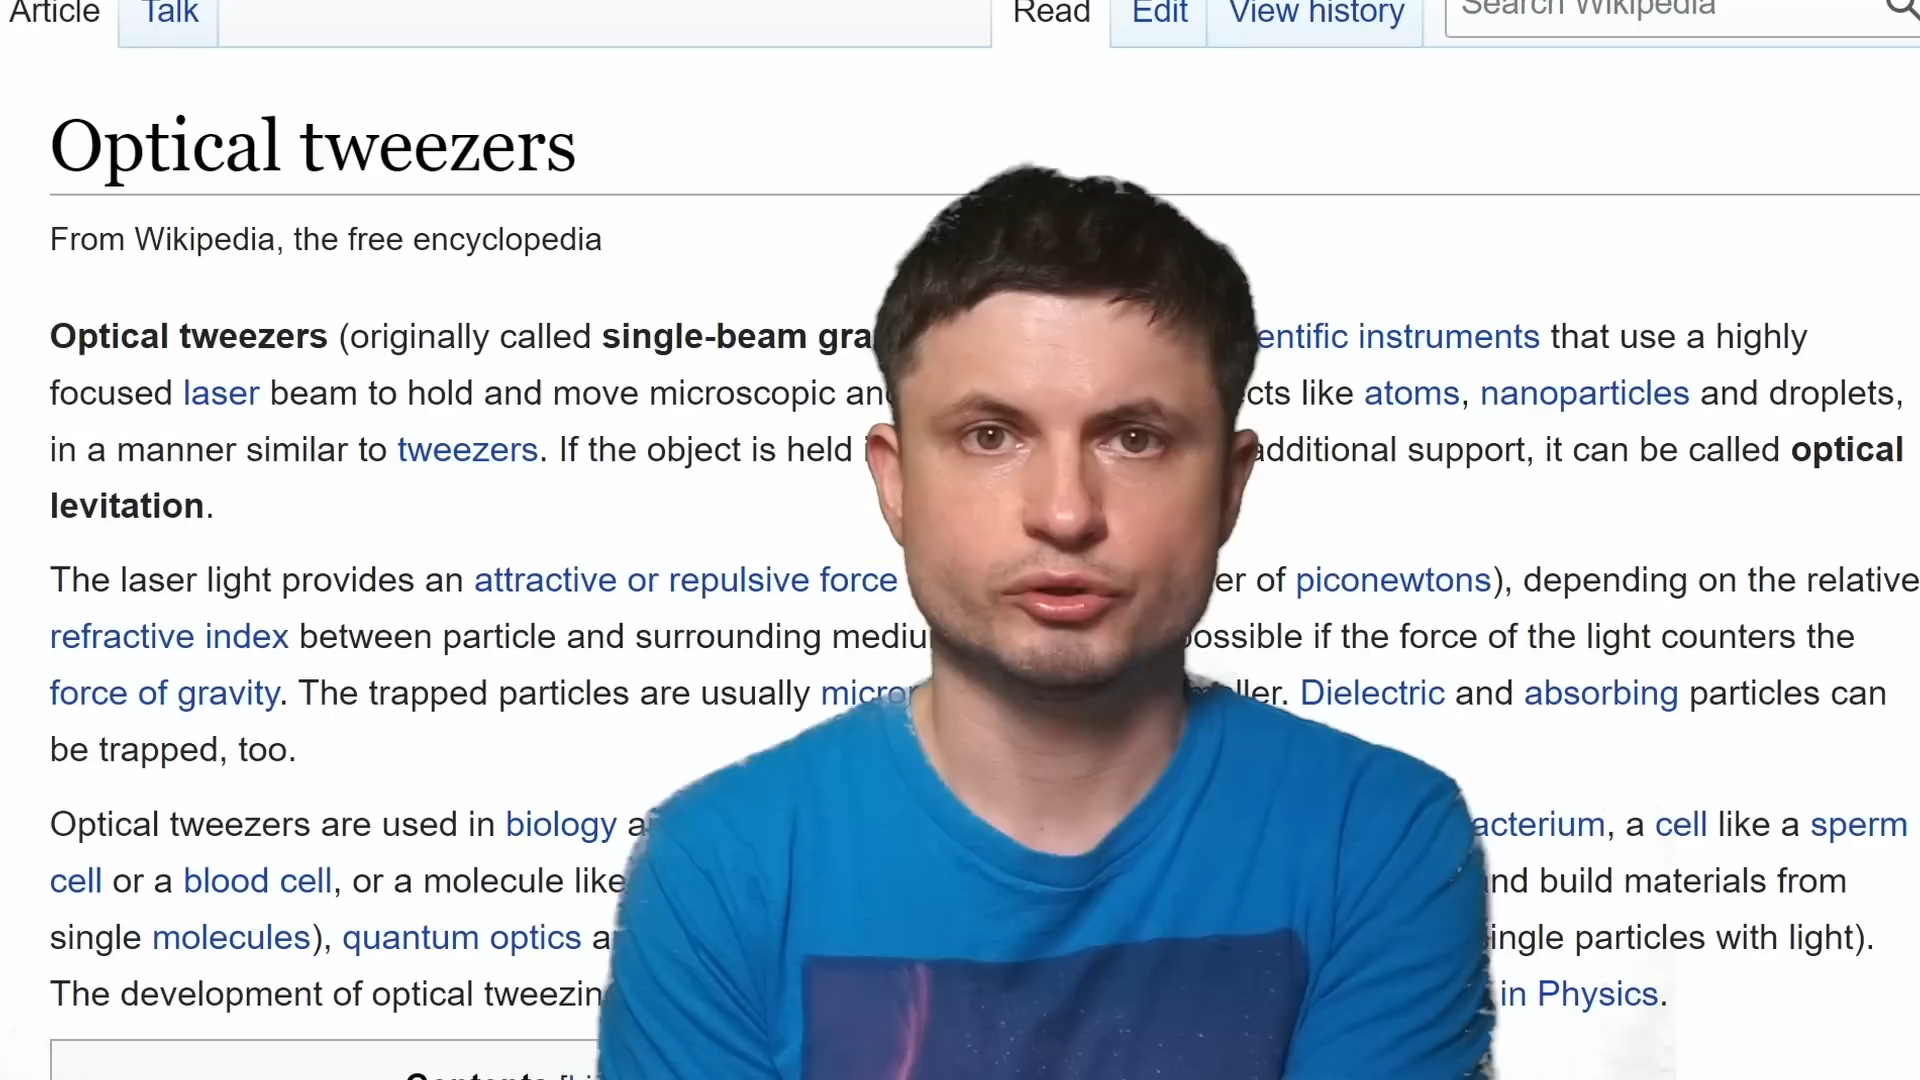 Article Talk Read Edit View history Search Wikipedia
Optical tweezers
From Wikipedia, the free encyclopedia
Optical tweezers (originally called single-beam entific instruments that use a highly
focused laser beam to hold and move microscopic cts like atoms, nanoparticles and droplets,
in a manner similar to tweezers. If the object is held additional support, it can be called optical
levitation.
The laser light provides an attractive or repulsive force er of piconewtons), depending on the relative
refractive index between particle and surrounding possible if the force of the light counters the
force of gravity. The trapped particles are usually ller. Dielectric and absorbing particles can
be trapped, too.
Optical tweezers are used in biology acterium, a cell like a sperm
cell or a blood cell, or a molecule like nd build materials from
single molecules), quantum optics ingle particles with light).
The development of optical in Physics.
Contents